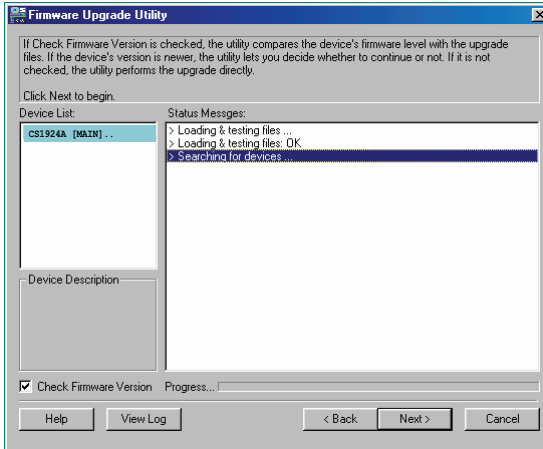 Firmware Upgrade Utility
If Check Firmware Version is checked, the utility compares the device's firmware level with the upgrade
files. If the device's version is newer, the utility lets you decide whether to continue or not. If it is not
checked, the utility performs the upgrade directly.
Click Next to begin.
Device List:
Status Messges:
CS1924A [MAIN]..
> Loading & testing files ...
> Loading & testing files: OK
> Searching for devices ...
Device Description
Check Firmware Version
Progress...
Help
View Log
< Back
Next >
Cancel